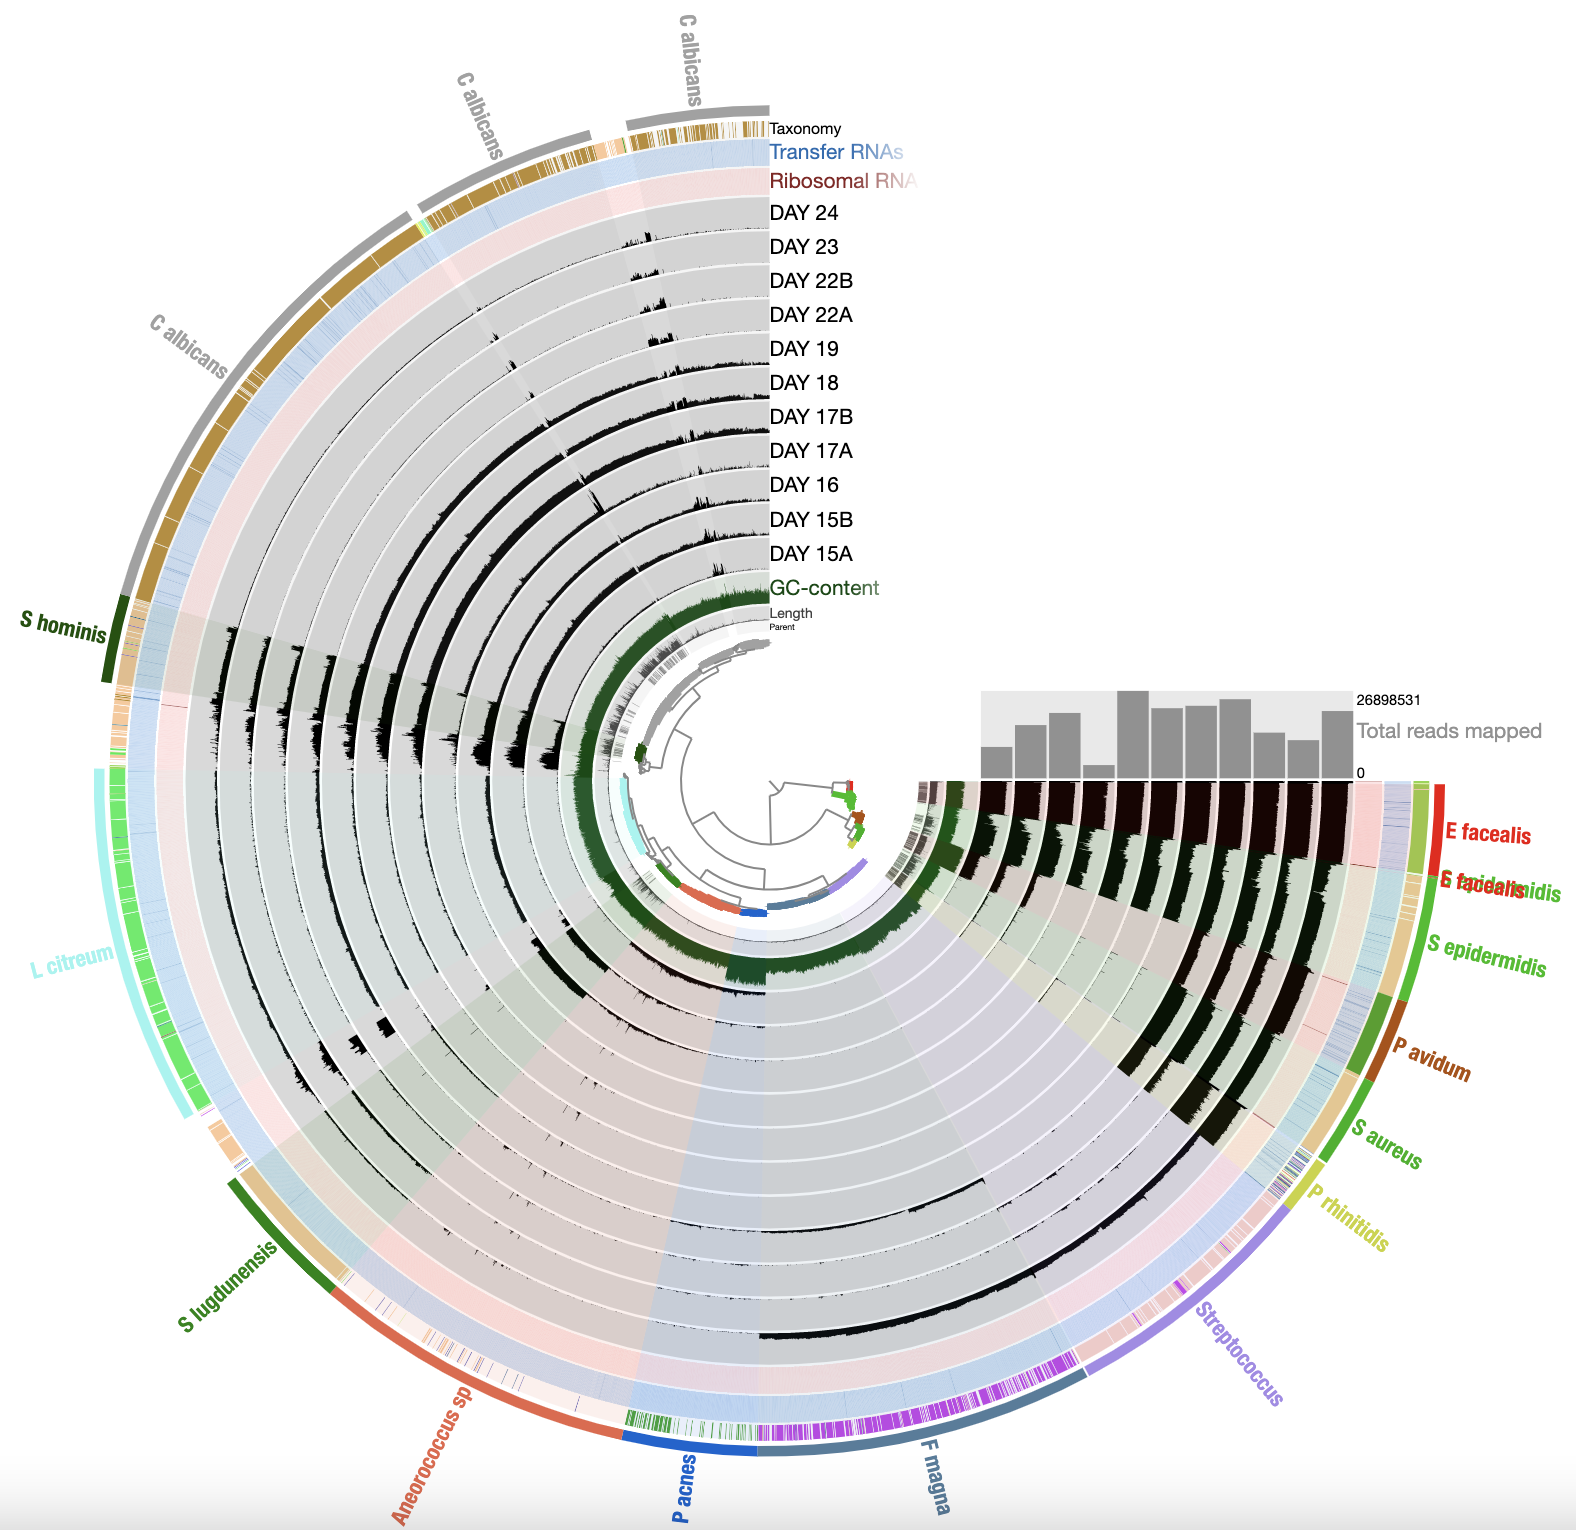 C albicans
C albicans
C albicans
Taxonomy
Transfer RNAs
Ribosomal RNA
DAY 24
DAY 23
DAY 22B
DAY 22A
DAY 19
DAY 18
DAY 17B
DAY 17A
DAY 16
DAY 15B
DAY 15A
GC-content
Length
Parent
S hominis
26898531
Total reads mapped
0
E facealis
S epidermidis
E facealis
S epidermidis
L citreum
P avidum
S aureus
P rhinitidis
S lugdunensis
Streptococcus
Aneorococcus sp
P acnes
F magna